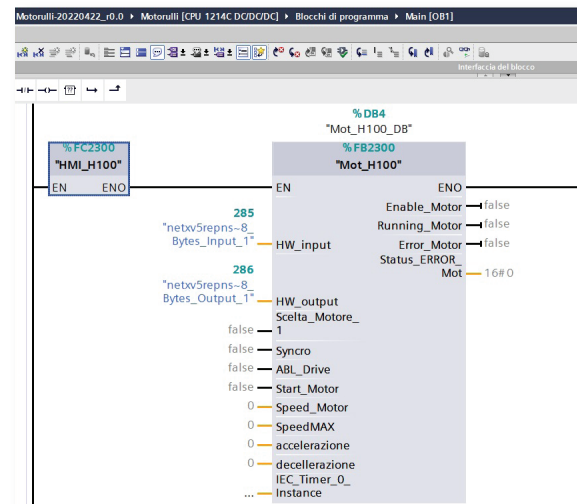 Motorulli-20220422_r0.0 ▸ Motorulli [CPU 1214C DC/DC/DC] ▸ Blocchi di programma ▸ Main [OB1]
Interfaccia del blocco
%DB4
"Mot_H100_DB"
%FC2300
"HMI_H100"
EN ENO
%FB2300
"Mot_H100"
EN ENO
Enable_Motor false
Running_Motor false
285
"netxv5repns~8_
Bytes_Input_1" HW_input
Error_Motor false
Status_ERROR_
Mot 16#0
286
"netxv5repns~8_
Bytes_Output_1" HW_output
Scelta_Motore_
false 1
false Syncro
false ABL_Drive
false Start_Motor
0 Speed_Motor
0 SpeedMAX
0 accelerazione
0 decellerazione
IEC_Timer_0_
... Instance